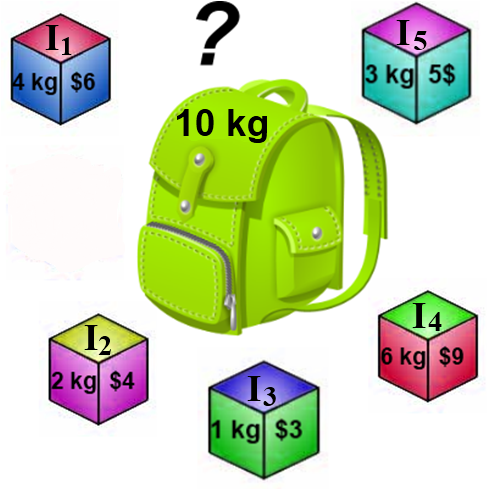 ?
I₁
4 kg $6
I₅
3 kg 5$
10 kg
I₂
2 kg $4
I₃
1 kg $3
I₄
6 kg $9